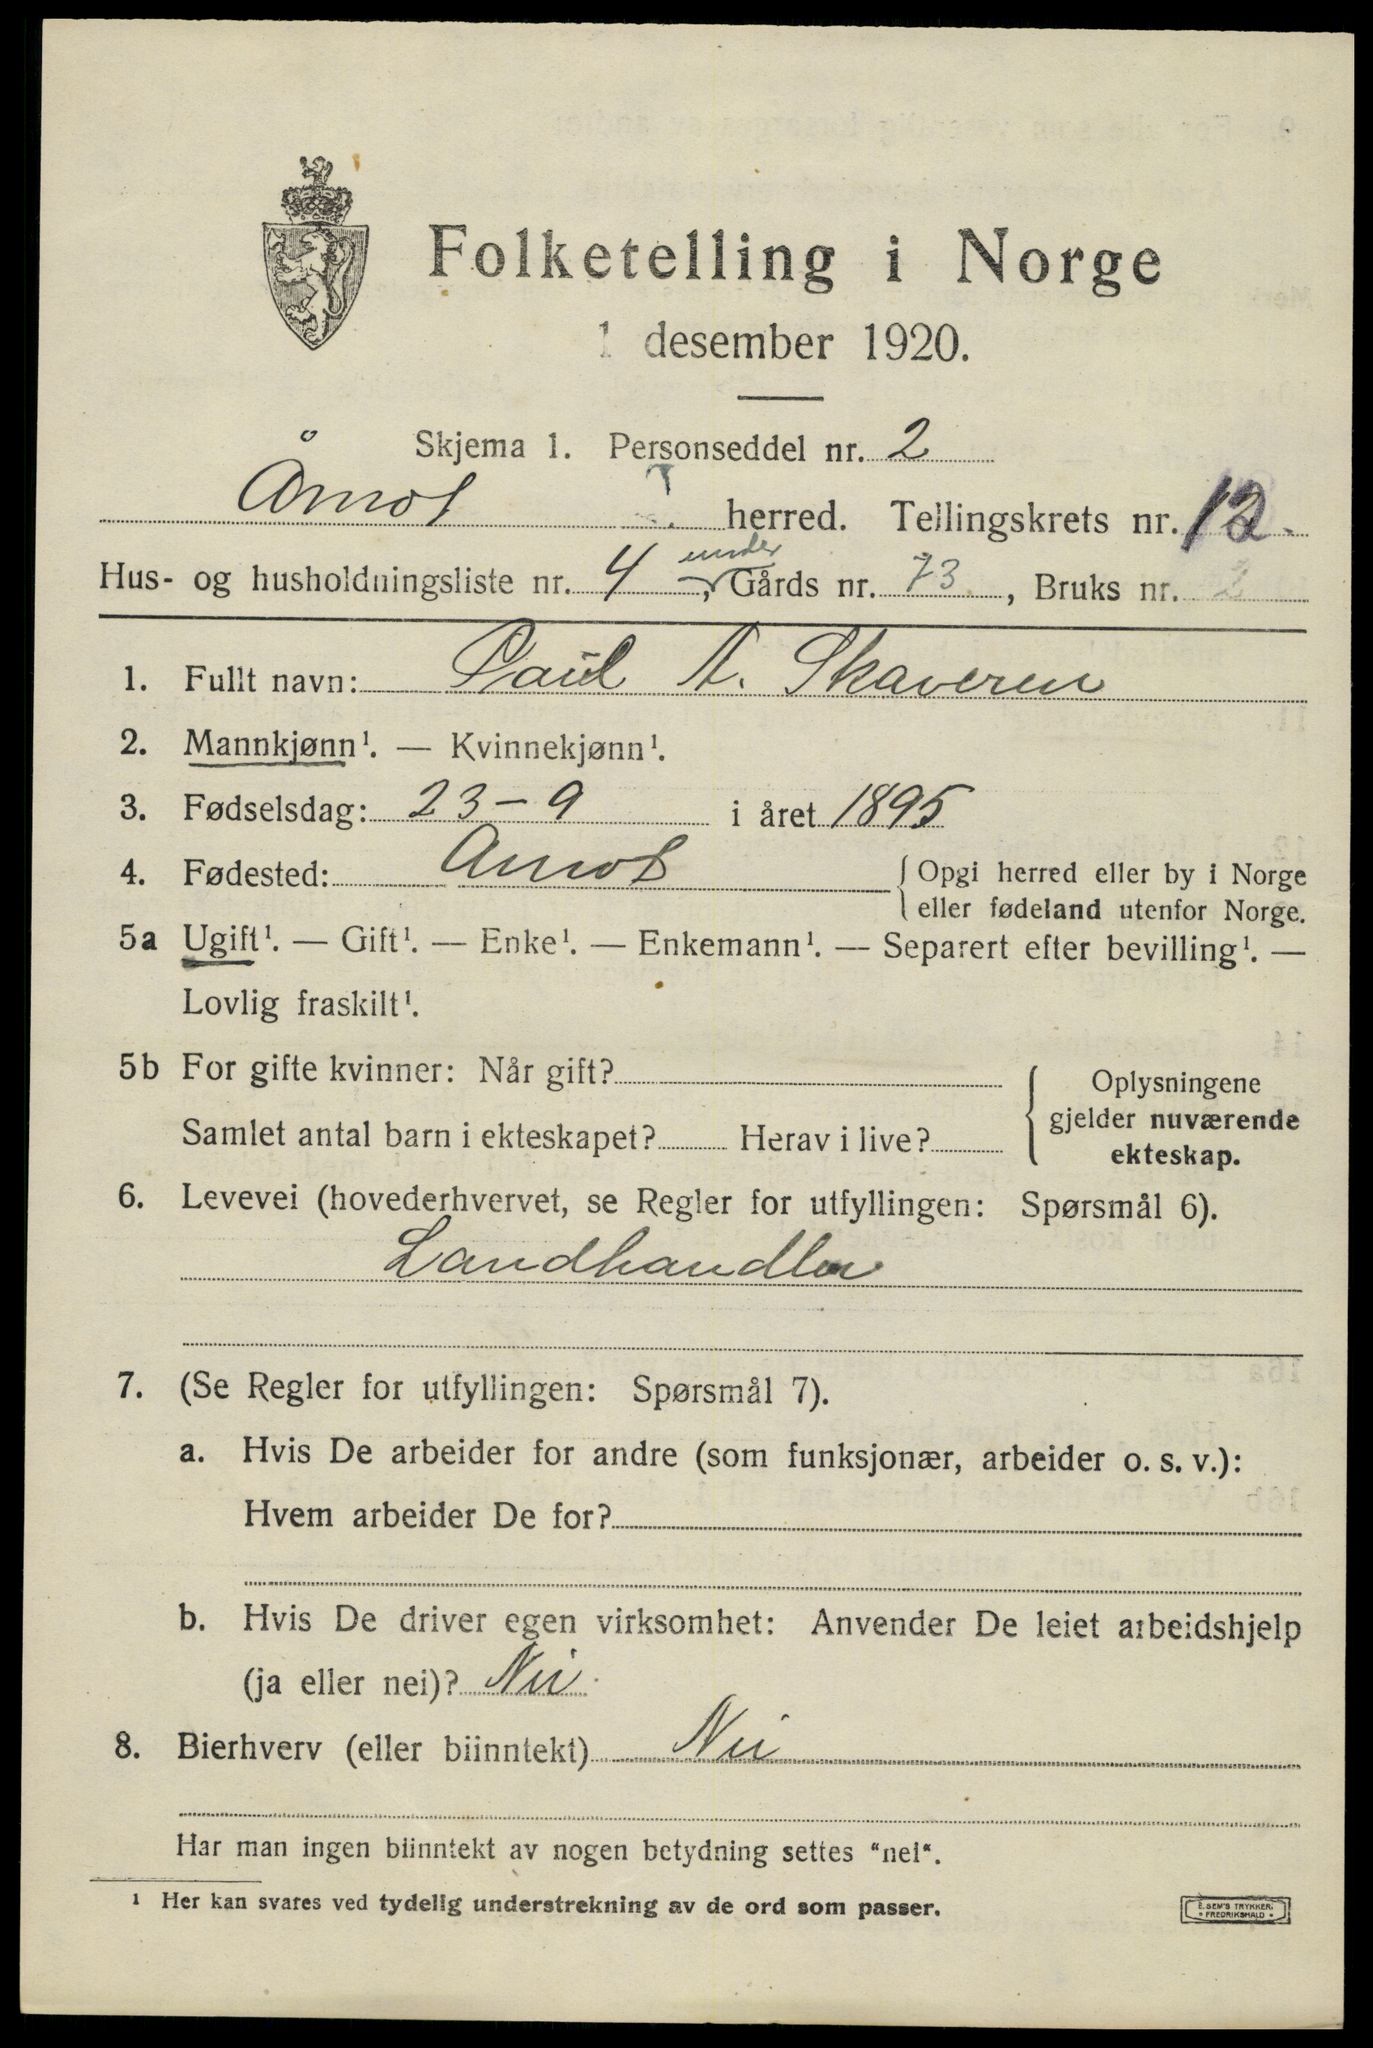 Folketelling i Norge
1 desember 1920.
Skjema 1. Personseddel nr. 2
Åmot herred. Tellingskrets nr. 12.
Hus- og husholdningsliste nr. 4 under, Gårds nr. 73, Bruks nr. 2
1. Fullt navn: Paul A. Skaveren
2. Mannkjønn¹. — Kvinnekjønn¹.
3. Fødselsdag: 23-9 i året 1895
4. Fødested: Amot { Opgi herred eller by i Norge
eller fødeland utenfor Norge.
5a Ugift¹. — Gift¹. — Enke¹. — Enkemann¹. — Separert efter bevilling¹. —
Lovlig fraskilt¹.
5b For gifte kvinner: Når gift? { Oplysningene
gjelder nuværende
Samlet antal barn i ekteskapet? Herav i live?
ekteskap.
6. Levevei (hovederhvervet, se Regler for utfyllingen: Spørsmål 6).
Landhandler
7. (Se Regler for utfyllingen: Spørsmål 7).
a. Hvis De arbeider for andre (som funksjonær, arbeider o. s. v.):
Hvem arbeider De for?
b. Hvis De driver egen virksomhet: Anvender De leiet arbeidshjelp
(ja eller nei)? Nei
8. Bierhverv (eller biinntekt) Nei
Har man ingen biinntekt av nogen betydning settes "nei".
¹ Her kan svares ved tydelig understrekning av de ord som passer.
E. SEM'S TRYKKERI
• FREDRIKSHALD •